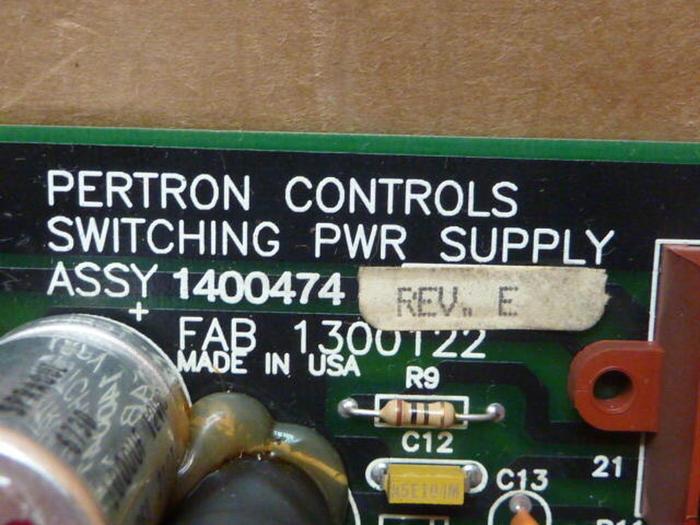 PERTRON CONTROLS
SWITCHING PWR SUPPLY
ASSY 1400474 REV. E
+
FAB 1300122
MADE IN USA
R9
C12
C13
21